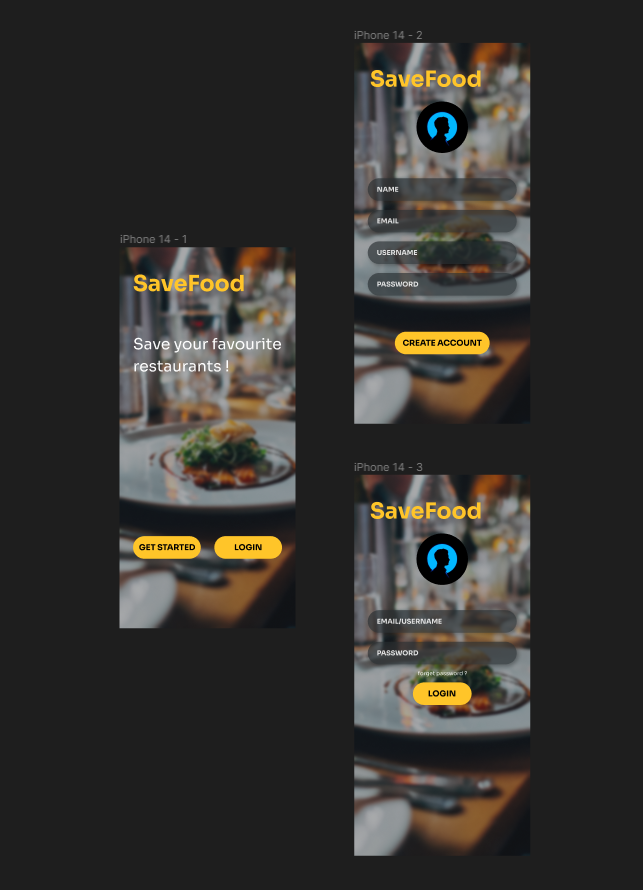 iPhone 14 - 1
SaveFood
Save your favourite
restaurants !
GET STARTED
LOGIN
iPhone 14 - 2
SaveFood
NAME
EMAIL
USERNAME
PASSWORD
CREATE ACCOUNT
iPhone 14 - 3
SaveFood
EMAIL/USERNAME
PASSWORD
forget password ?
LOGIN